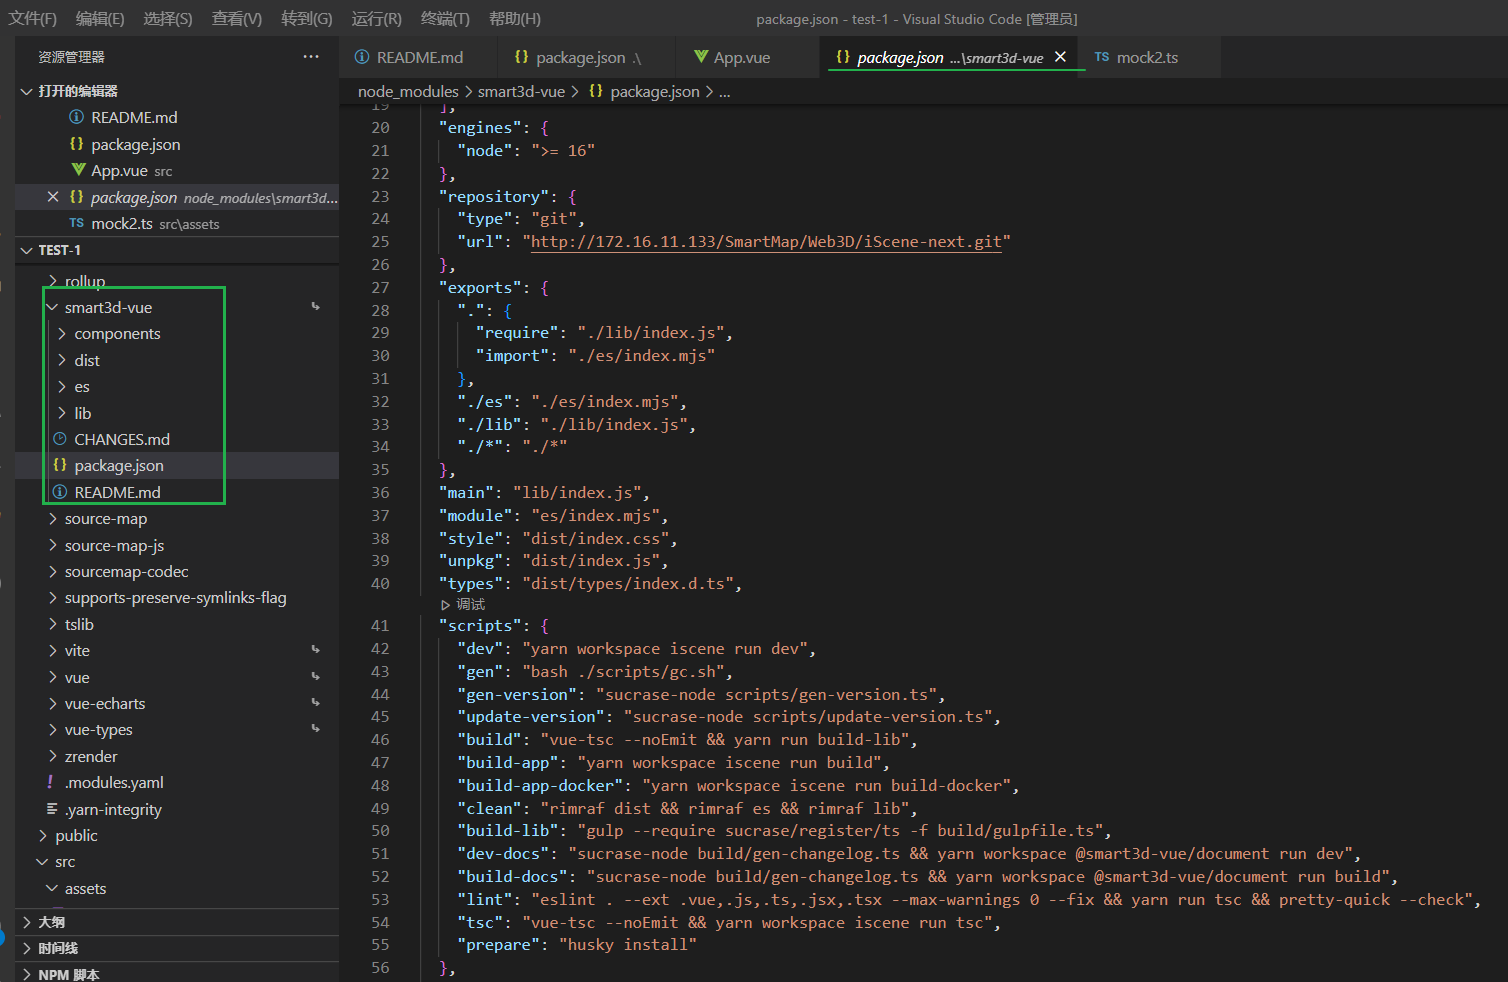 文件(F) 编辑(E) 选择(S) 查看(V) 转到(G) 运行(R) 终端(T) 帮助(H) package.json - test-1 - Visual Studio Code [管理员]
资源管理器 ...
README.md package.json .\ App.vue package.json ...\smart3d-vue TS mock2.ts
node_modules > smart3d-vue > {} package.json > ...
打开的编辑器
README.md
{} package.json
App.vue src
{} package.json node_modules\smart3d...
TS mock2.ts src\assets
TEST-1
rollup
smart3d-vue
components
dist
es
lib
CHANGES.md
{} package.json
README.md
source-map
source-map-js
sourcemap-codec
supports-preserve-symlinks-flag
tslib
vite
vue
vue-echarts
vue-types
zrender
! .modules.yaml
.yarn-integrity
public
src
assets
大纲
时间线
NPM 脚本
19 ],
20 "engines": {
21 "node": ">= 16"
22 },
23 "repository": {
24 "type": "git",
25 "url": "http://172.16.11.133/SmartMap/Web3D/iScene-next.git"
26 },
27 "exports": {
28 ".": {
29 "require": "./lib/index.js",
30 "import": "./es/index.mjs"
31 },
32 "./es": "./es/index.mjs",
33 "./lib": "./lib/index.js",
34 "./*": "./*"
35 },
36 "main": "lib/index.js",
37 "module": "es/index.mjs",
38 "style": "dist/index.css",
39 "unpkg": "dist/index.js",
40 "types": "dist/types/index.d.ts",
调试
41 "scripts": {
42 "dev": "yarn workspace iscene run dev",
43 "gen": "bash ./scripts/gc.sh",
44 "gen-version": "sucrase-node scripts/gen-version.ts",
45 "update-version": "sucrase-node scripts/update-version.ts",
46 "build": "vue-tsc --noEmit && yarn run build-lib",
47 "build-app": "yarn workspace iscene run build",
48 "build-app-docker": "yarn workspace iscene run build-docker",
49 "clean": "rimraf dist && rimraf es && rimraf lib",
50 "build-lib": "gulp --require sucrase/register/ts -f build/gulpfile.ts",
51 "dev-docs": "sucrase-node build/gen-changelog.ts && yarn workspace @smart3d-vue/document run dev",
52 "build-docs": "sucrase-node build/gen-changelog.ts && yarn workspace @smart3d-vue/document run build",
53 "lint": "eslint . --ext .vue,.js,.ts,.jsx,.tsx --max-warnings 0 --fix && yarn run tsc && pretty-quick --check",
54 "tsc": "vue-tsc --noEmit && yarn workspace iscene run tsc",
55 "prepare": "husky install"
56 },